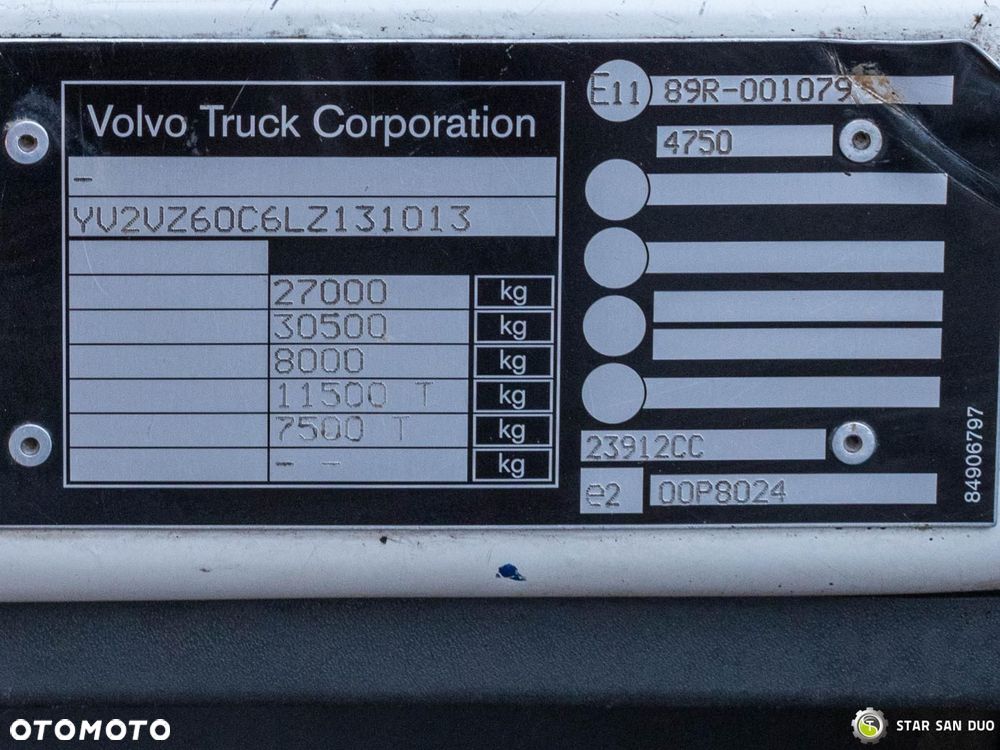 Volvo Truck Corporation
-
YV2VZ60C6LZ131013
27000 kg
30500 kg
8000 kg
11500 T kg
7500 T kg
- - kg
E11 89R-001079
4750
23912CC
e2 00P8024
84906797
OTOMOTO
STAR SAN DUO